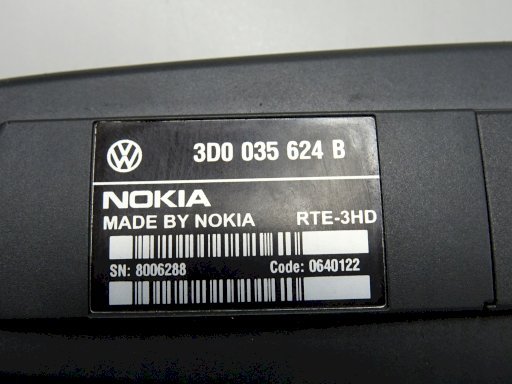 3D0 035 624 B
NOKIA
MADE BY NOKIA RTE-3HD
SN: 8006288 Code: 0640122